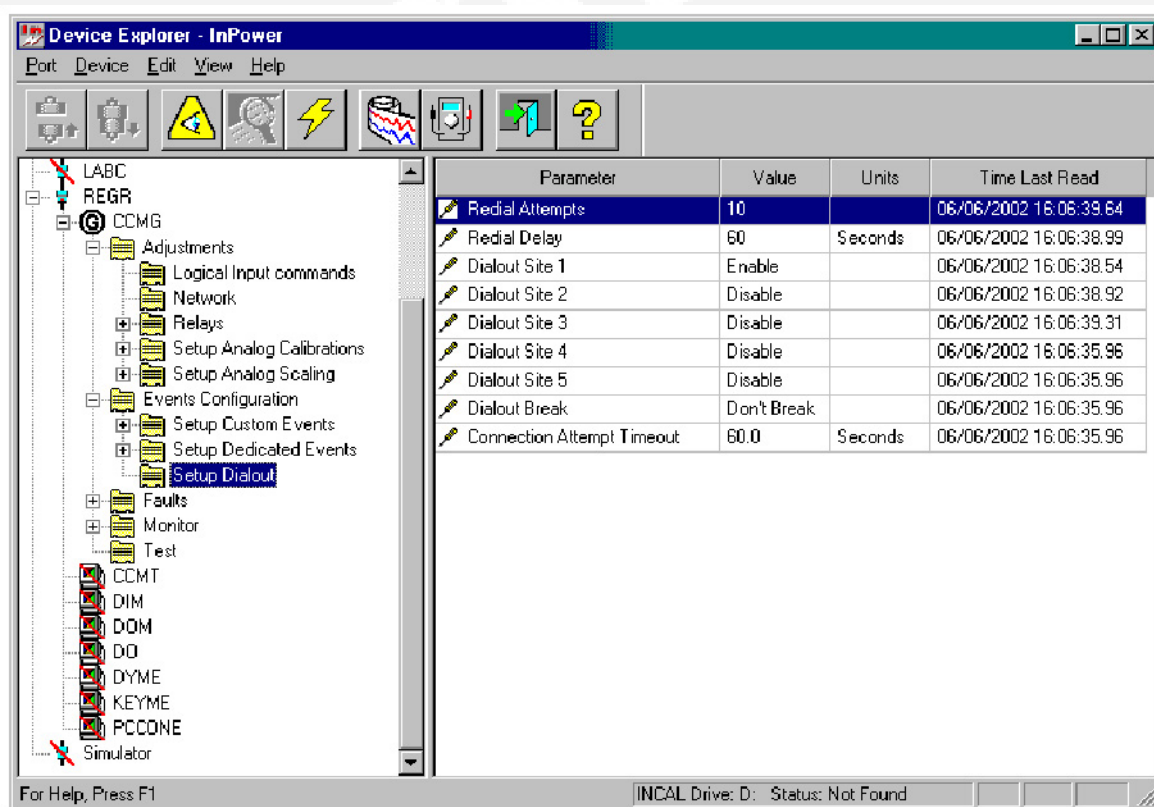 Device Explorer - InPower
Port Device Edit View Help
LABC
REGR
G CCMG
Adjustments
Logical Input commands
Network
Relays
Setup Analog Calibrations
Setup Analog Scaling
Events Configuration
Setup Custom Events
Setup Dedicated Events
Setup Dialout
Faults
Monitor
Test
CCMT
DIM
DOM
DO
DYME
KEYME
PCCONE
Simulator
Parameter Value Units Time Last Read
Redial Attempts 10 06/06/2002 16:06:39.64
Redial Delay 60 Seconds 06/06/2002 16:06:38.99
Dialout Site 1 Enable 06/06/2002 16:06:38.54
Dialout Site 2 Disable 06/06/2002 16:06:38.92
Dialout Site 3 Disable 06/06/2002 16:06:39.31
Dialout Site 4 Disable 06/06/2002 16:06:35.96
Dialout Site 5 Disable 06/06/2002 16:06:35.96
Dialout Break Don't Break 06/06/2002 16:06:35.96
Connection Attempt Timeout 60.0 Seconds 06/06/2002 16:06:35.96
For Help, Press F1 INCAL Drive: D: Status: Not Found